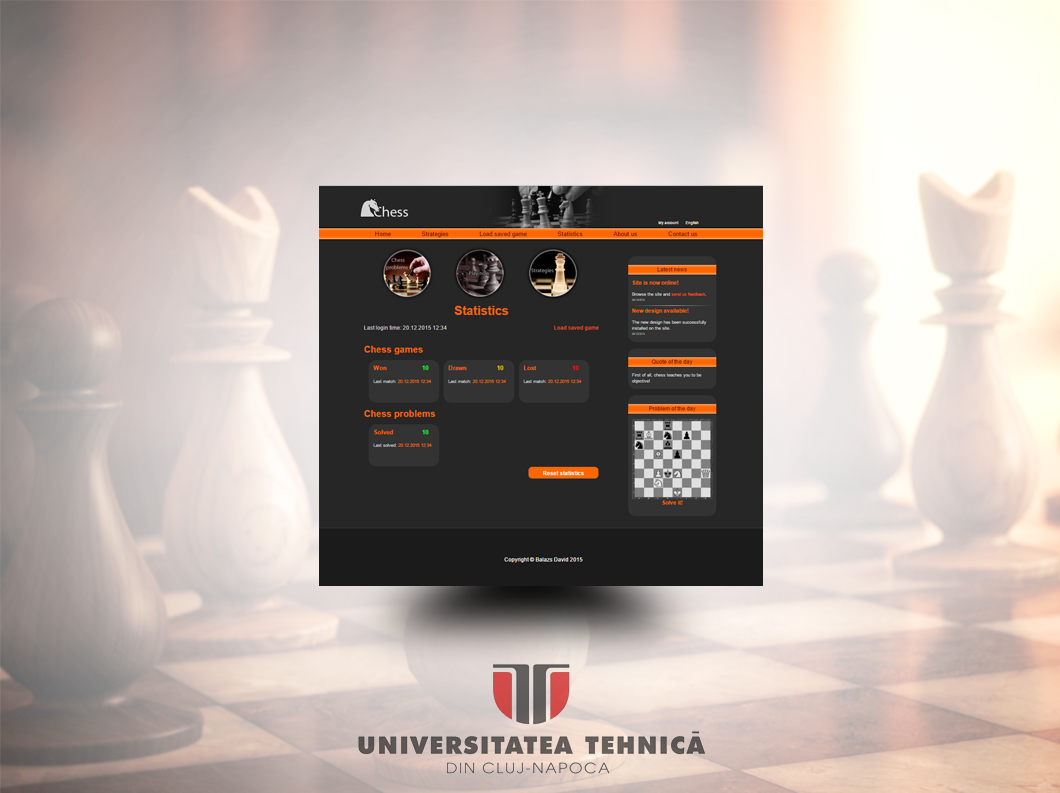 Chess
My account English
Home Strategies Load saved game Statistics About us Contact us
Chess
problems
Play
Strategies
Statistics
Last login time: 20.12.2015 12:34
Load saved game
Chess games
Won 10
Last match: 20.12.2015 12:34
Drawn 10
Last match: 20.12.2015 12:34
Lost 10
Last match: 20.12.2015 12:34
Chess problems
Solved 10
Last solved: 20.12.2015 12:34
Reset statistics
Latest news
Site is now online!
Browse the site and send us feedback.
New design available!
The new design has been successfully
installed on the site.
Quote of the day
First of all, chess teaches you to be
objective!
Problem of the day
Solve it!
Copyright © Balazs David 2015
UNIVERSITATEA TEHNICĂ
DIN CLUJ-NAPOCA